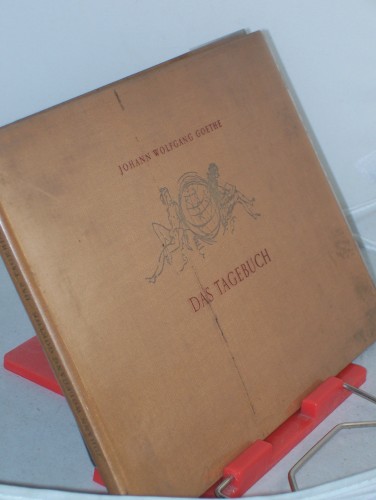 JOHANN WOLFGANG GOETHE
DAS TAGEBUCH